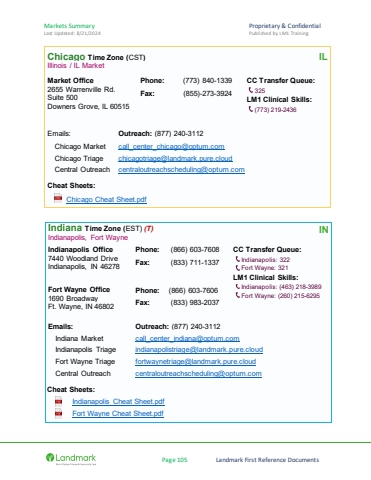 Markets Summary
Proprietary & Confidential
Last Updated: 8/21/2024
Published by LM1 Training
Chicago Time Zone (CST)
IL
Illinois / IL Market
Market Office
Phone: (773) 840-1339
CC Transfer Queue:
2655 Warrenville Rd.
325
Suite 500
Fax: (855)-273-3924
LM1 Clinical Skills:
Downers Grove, IL 60515
(773) 219-2436
Emails:
Outreach: (877) 240-3112
Chicago Market
call_center_chicago@optum.com
Chicago Triage
chicagotriage@landmark.pure.cloud
Central Outreach
centraloutreachscheduling@optum.com
Cheat Sheets:
Chicago Cheat Sheet.pdf
Indiana Time Zone (EST) (T)
IN
Indianapolis, Fort Wayne
Indianapolis Office
Phone: (866) 603-7608
CC Transfer Queue:
7440 Woodland Drive
Indianapolis: 322
Indianapolis, IN 46278
Fax: (833) 711-1337
Fort Wayne: 321
LM1 Clinical Skills:
Fort Wayne Office
Phone: (866) 603-7606
Indianapolis: (463) 218-3989
1690 Broadway
Fort Wayne: (260) 215-6295
Ft. Wayne, IN 46802
Fax: (833) 983-2037
Emails:
Outreach: (877) 240-3112
Indiana Market
call_center_indiana@optum.com
Indianapolis Triage
indianapolistriage@landmark.pure.cloud
Fort Wayne Triage
fortwaynetriage@landmark.pure.cloud
Central Outreach
centraloutreachscheduling@optum.com
Cheat Sheets:
Indianapolis Cheat Sheet.pdf
Fort Wayne Cheat Sheet.pdf
Landmark
Page 105
Landmark First Reference Documents